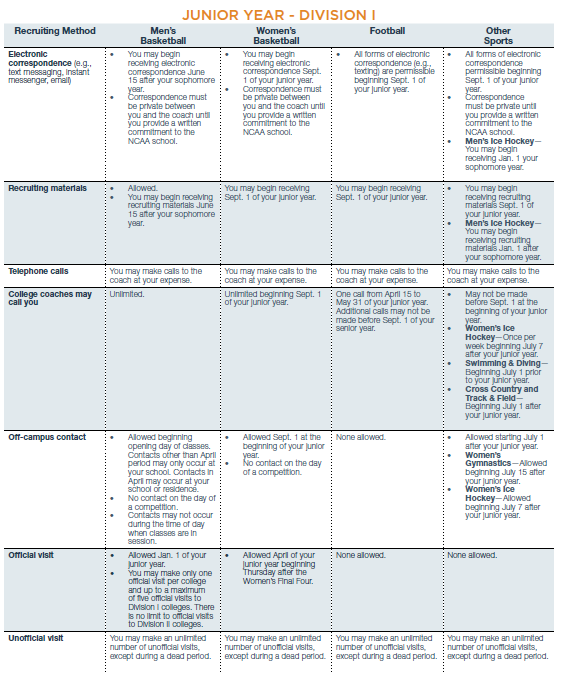 JUNIOR YEAR - DIVISION I
Recruiting Method
Men's
Basketball
Women's
Basketball
Football
Other
Sports
Electronic
correspondence (e.g.,
text messaging, instant
messenger, email)
• You may begin
receiving electronic
correspondence June
15 after your sophomore
year.
• Correspondence must
be private between
you and the coach until
you provide a written
commitment to the
NCAA school.
• You may begin
receiving electronic
correspondence Sept.
1 of your junior year.
• Correspondence must
be private between
you and the coach until
you provide a written
commitment to the
NCAA school.
• All forms of electronic
correspondence (e.g.,
texting) are permissible
beginning Sept. 1 of
your junior year.
• All forms of electronic
correspondence
permissible beginning
Sept. 1 of your junior
year.
• Correspondence
must be private until
you provide a written
commitment to the
NCAA school.
• Men's Ice Hockey—
You may begin
receiving Jan. 1 your
sophomore year.
Recruiting materials
• Allowed.
• You may begin receiving
recruiting materials June
15 after your sophomore
year.
You may begin receiving
Sept. 1 of your junior year.
You may begin receiving
Sept. 1 of your junior year.
• You may begin
receiving recruiting
materials Sept. 1 of
your junior year.
• Men's Ice Hockey—
You may begin
receiving recruiting
materials Jan. 1 after
your sophomore year.
Telephone calls
You may make calls to the
coach at your expense.
You may make calls to the
coach at your expense.
You may make calls to the
coach at your expense.
You may make calls to the
coach at your expense.
College coaches may
call you
Unlimited.
Unlimited beginning Sept. 1
of your junior year.
One call from April 15 to
May 31 of your junior year.
Additional calls may not be
made before Sept. 1 of your
senior year.
• May not be made
before Sept. 1 at the
beginning of your junior
year.
• Women's Ice
Hockey—Once per
week beginning July 7
after your junior year.
• Swimming & Diving—
Beginning July 1 prior
to your junior year.
• Cross Country and
Track & Field—
Beginning July 1 after
your junior year.
Off-campus contact
• Allowed beginning
opening day of classes.
Contacts other than April
period may only occur at
your school. Contacts in
April may occur at your
school or residence.
• No contact on the day of
a competition.
• Contacts may not occur
during the time of day
when classes are in
session.
• Allowed Sept. 1 at the
beginning of your junior
year.
• No contact on the day
of a competition.
None allowed.
• Allowed starting July 1
after your junior year.
• Women's
Gymnastics—Allowed
beginning July 15 after
your junior year.
• Women's Ice
Hockey—Allowed
beginning July 7 after
your junior year.
Official visit
• Allowed Jan. 1 of your
junior year.
• You may make only one
official visit per college
and up to a maximum
of five official visits to
Division I colleges. There
is no limit to official visits
to Division II colleges.
• Allowed April of your
junior year beginning
Thursday after the
Women's Final Four.
None allowed.
None allowed.
Unofficial visit
You may make an unlimited
number of unofficial visits,
except during a dead period.
You may make an unlimited
number of unofficial visits,
except during a dead period.
You may make an unlimited
number of unofficial visits,
except during a dead period.
You may make an unlimited
number of unofficial visits,
except during a dead period.